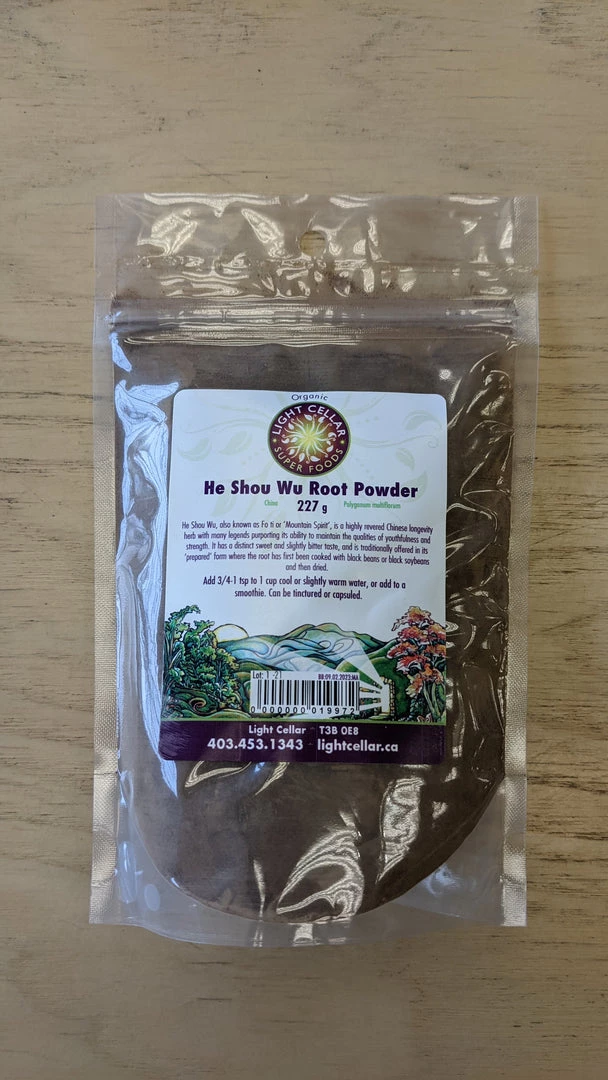 Organic
LIGHT CELLAR
SUPER FOODS
He Shou Wu Root Powder
China 227 g Polygonum multiflorum
He Shou Wu, also known as Fo ti or 'Mountain Spirit', is a highly revered Chinese longevity
herb with many legends purporting its ability to maintain the qualities of youthfulness and
strength. It has a distinct sweet and slightly bitter taste, and is traditionally offered in its
'prepared' form where the root has first been cooked with black beans or black soybeans
and then dried.
Add 3/4-1 tsp to 1 cup cool or slightly warm water, or add to a
smoothie. Can be tinctured or capsuled.
Lot: 1 -21 BB:09.02.2023:MA
0 000000 019972
Light Cellar T3B 0E8
403.453.1343 lightcellar.ca